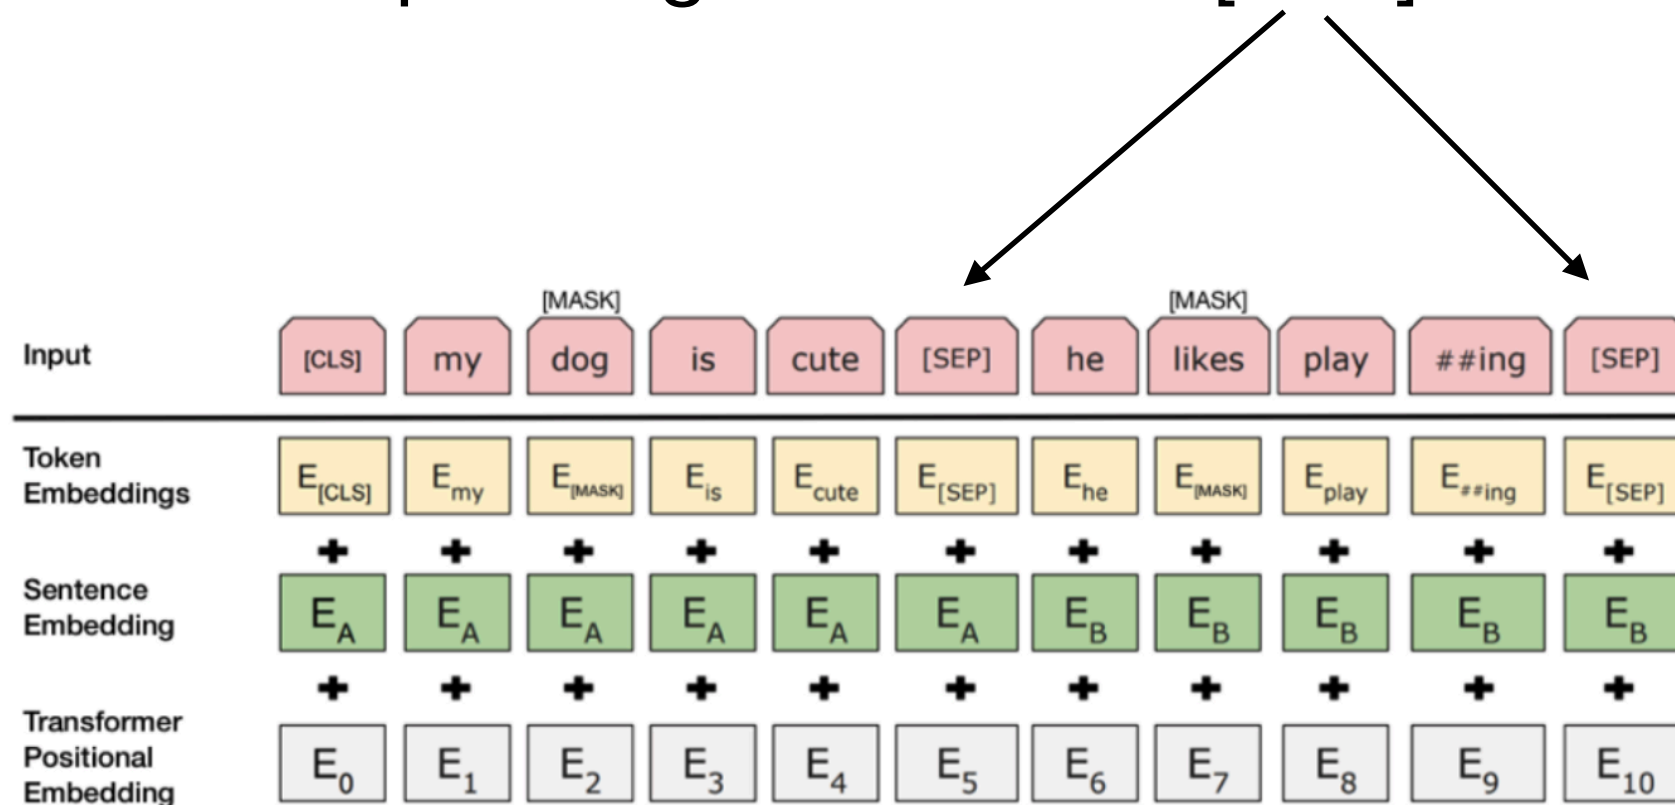 [MASK] [MASK]
Input [CLS] my dog is cute [SEP] he likes play ##ing [SEP]
Token
Embeddings E[CLS] Emy E[MASK] Eis Ecute E[SEP] Ehe E[MASK] Eplay E##ing E[SEP]
Sentence
Embedding EA EA EA EA EA EA EB EB EB EB EB
Transformer
Positional
Embedding E0 E1 E2 E3 E4 E5 E6 E7 E8 E9 E10